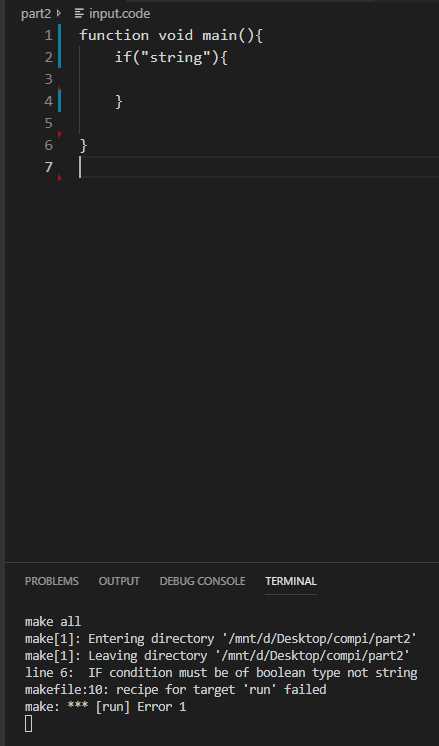 part2 > input.code
1 function void main(){
2     if("string"){
3
4     }
5
6 }
7
PROBLEMS OUTPUT DEBUG CONSOLE TERMINAL
make all
make[1]: Entering directory '/mnt/d/Desktop/compi/part2'
make[1]: Leaving directory '/mnt/d/Desktop/compi/part2'
line 6:  IF condition must be of boolean type not string
makefile:10: recipe for target 'run' failed
make: *** [run] Error 1